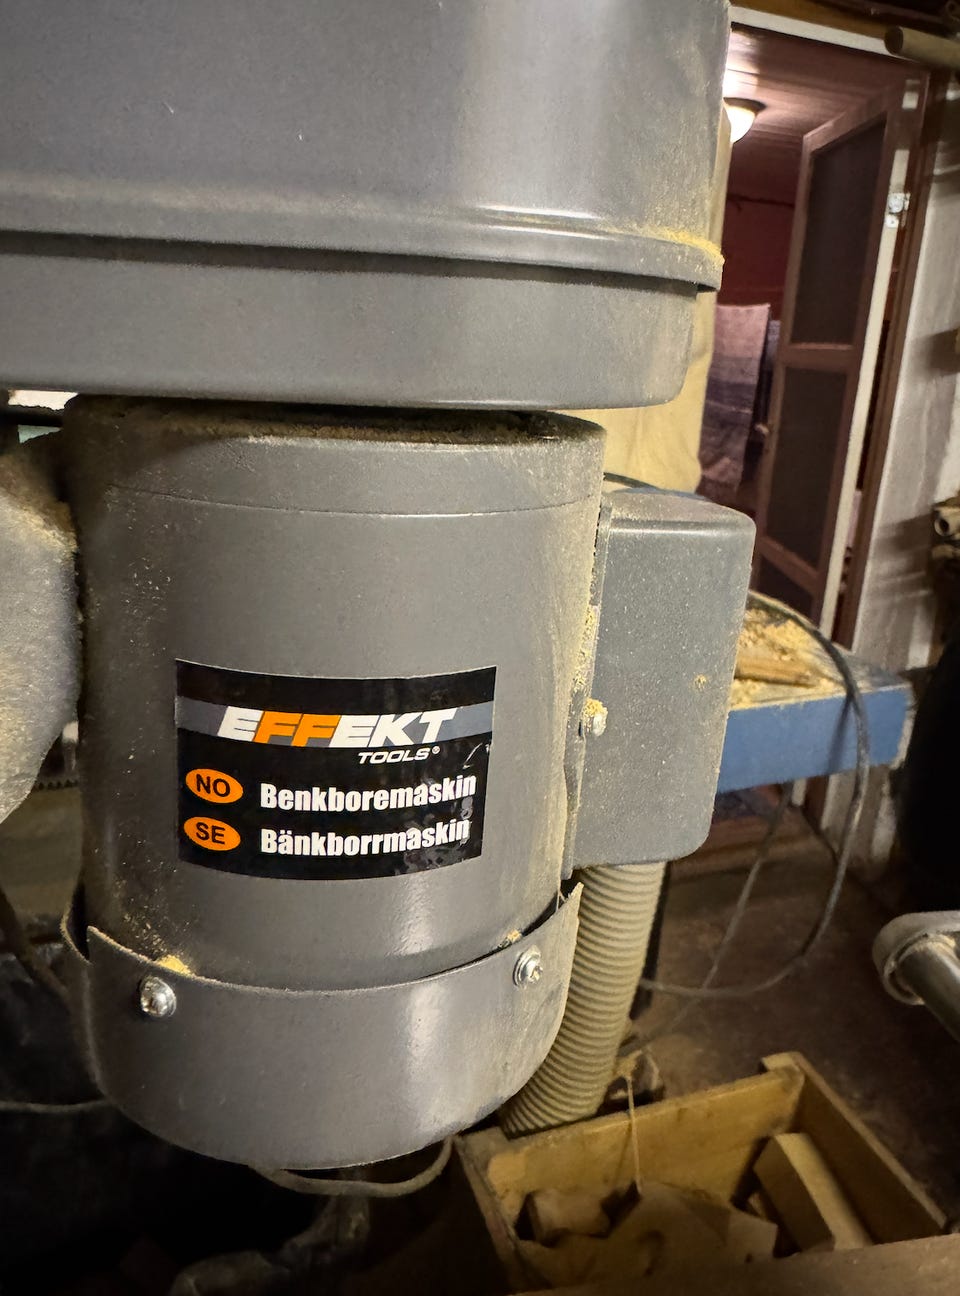 EFFEKT
TOOLS®
NO Benkboremaskin
SE Bänkborrmaskin